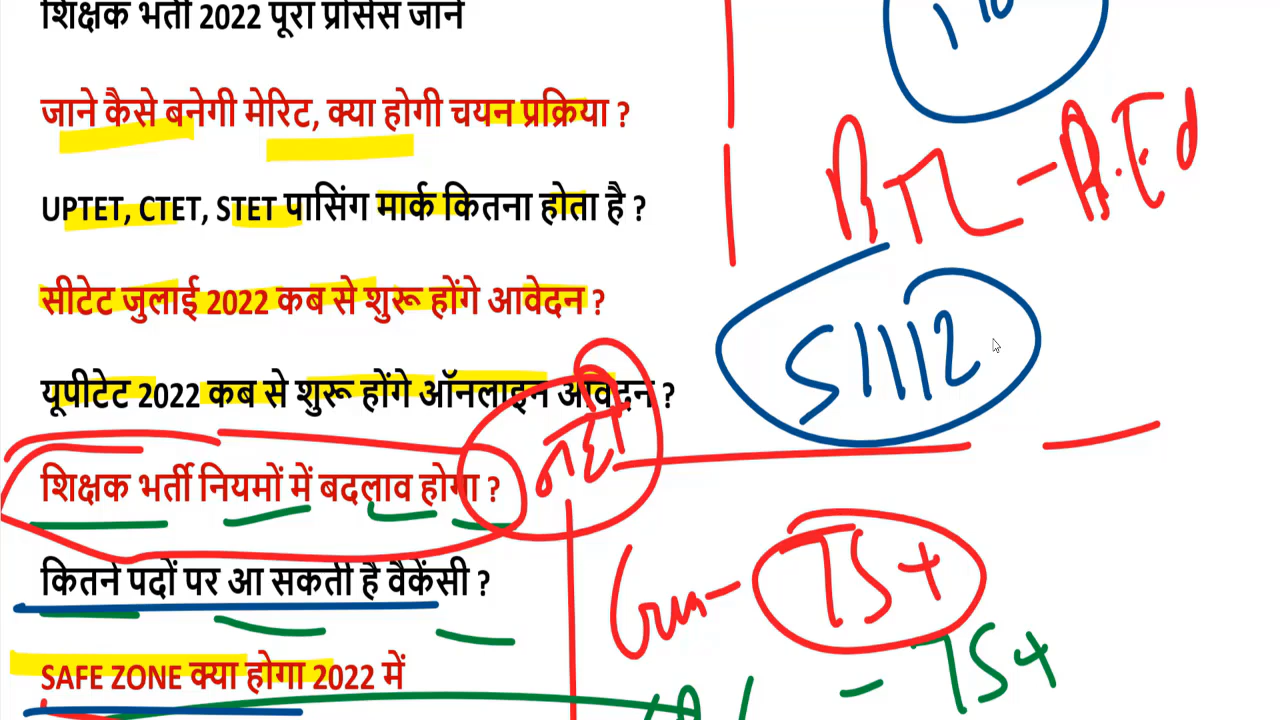 शिक्षक भर्ती 2022 पूरा प्रोसेस जाने
जाने कैसे बनेगी मेरिट, क्या होगी चयन प्रक्रिया ?
UPTET, CTET, STET पासिंग मार्क कितना होता है ?
सीटेट जुलाई 2022 कब से शुरू होंगे आवेदन ?
यूपीटेट 2022 कब से शुरू होंगे ऑनलाइन आवेदन ?
शिक्षक भर्ती नियमों में बदलाव होगा ?
नही
कितने पदों पर आ सकती है वैकेंसी ?
SAFE ZONE क्या होगा 2022 में
BTC - B.Ed
51112
Gen - 75+
- 75+